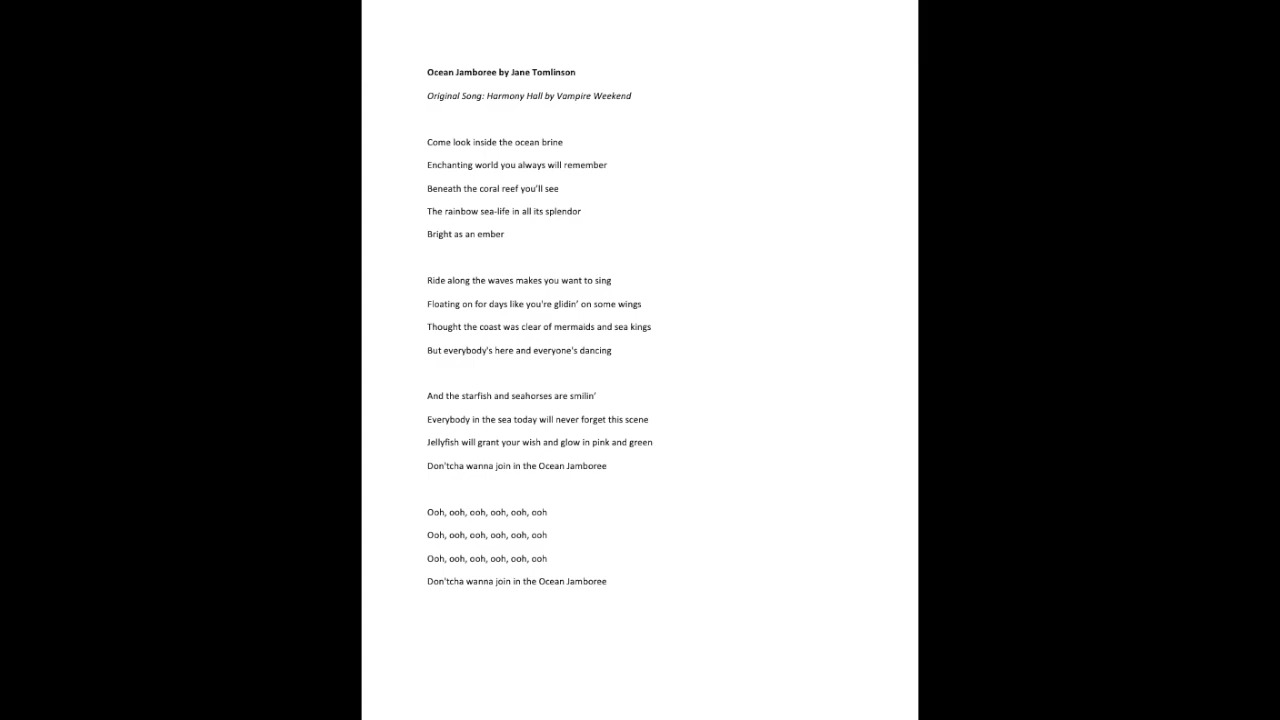 Ocean Jamboree by Jane Tomlinson
Original Song: Harmony Hall by Vampire Weekend
Come look inside the ocean brine
Enchanting world you always will remember
Beneath the coral reef you’ll see
The rainbow sea-life in all its splendor
Bright as an ember
Ride along the waves makes you want to sing
Floating on for days like you're glidin’ on some wings
Thought the coast was clear of mermaids and sea kings
But everybody's here and everyone's dancing
And the starfish and seahorses are smilin’
Everybody in the sea today will never forget this scene
Jellyfish will grant your wish and glow in pink and green
Don'tcha wanna join in the Ocean Jamboree
Ooh, ooh, ooh, ooh, ooh, ooh
Ooh, ooh, ooh, ooh, ooh, ooh
Ooh, ooh, ooh, ooh, ooh, ooh
Don'tcha wanna join in the Ocean Jamboree